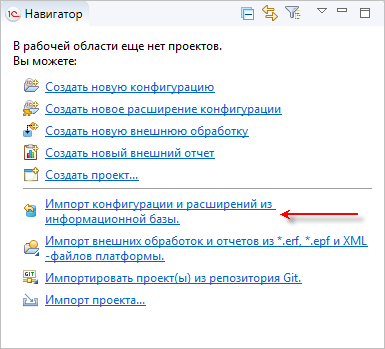 1С Навигатор
В рабочей области еще нет проектов.
Вы можете:
Создать новую конфигурацию
Создать новое расширение конфигурации
Создать новую внешнюю обработку
Создать новый внешний отчет
Создать проект...
Импорт конфигурации и расширений из
информационной базы.
Импорт внешних обработок и отчетов из *.erf, *.epf и XML
-файлов платформы.
GIT Импортировать проект(ы) из репозитория Git.
Импорт проекта...